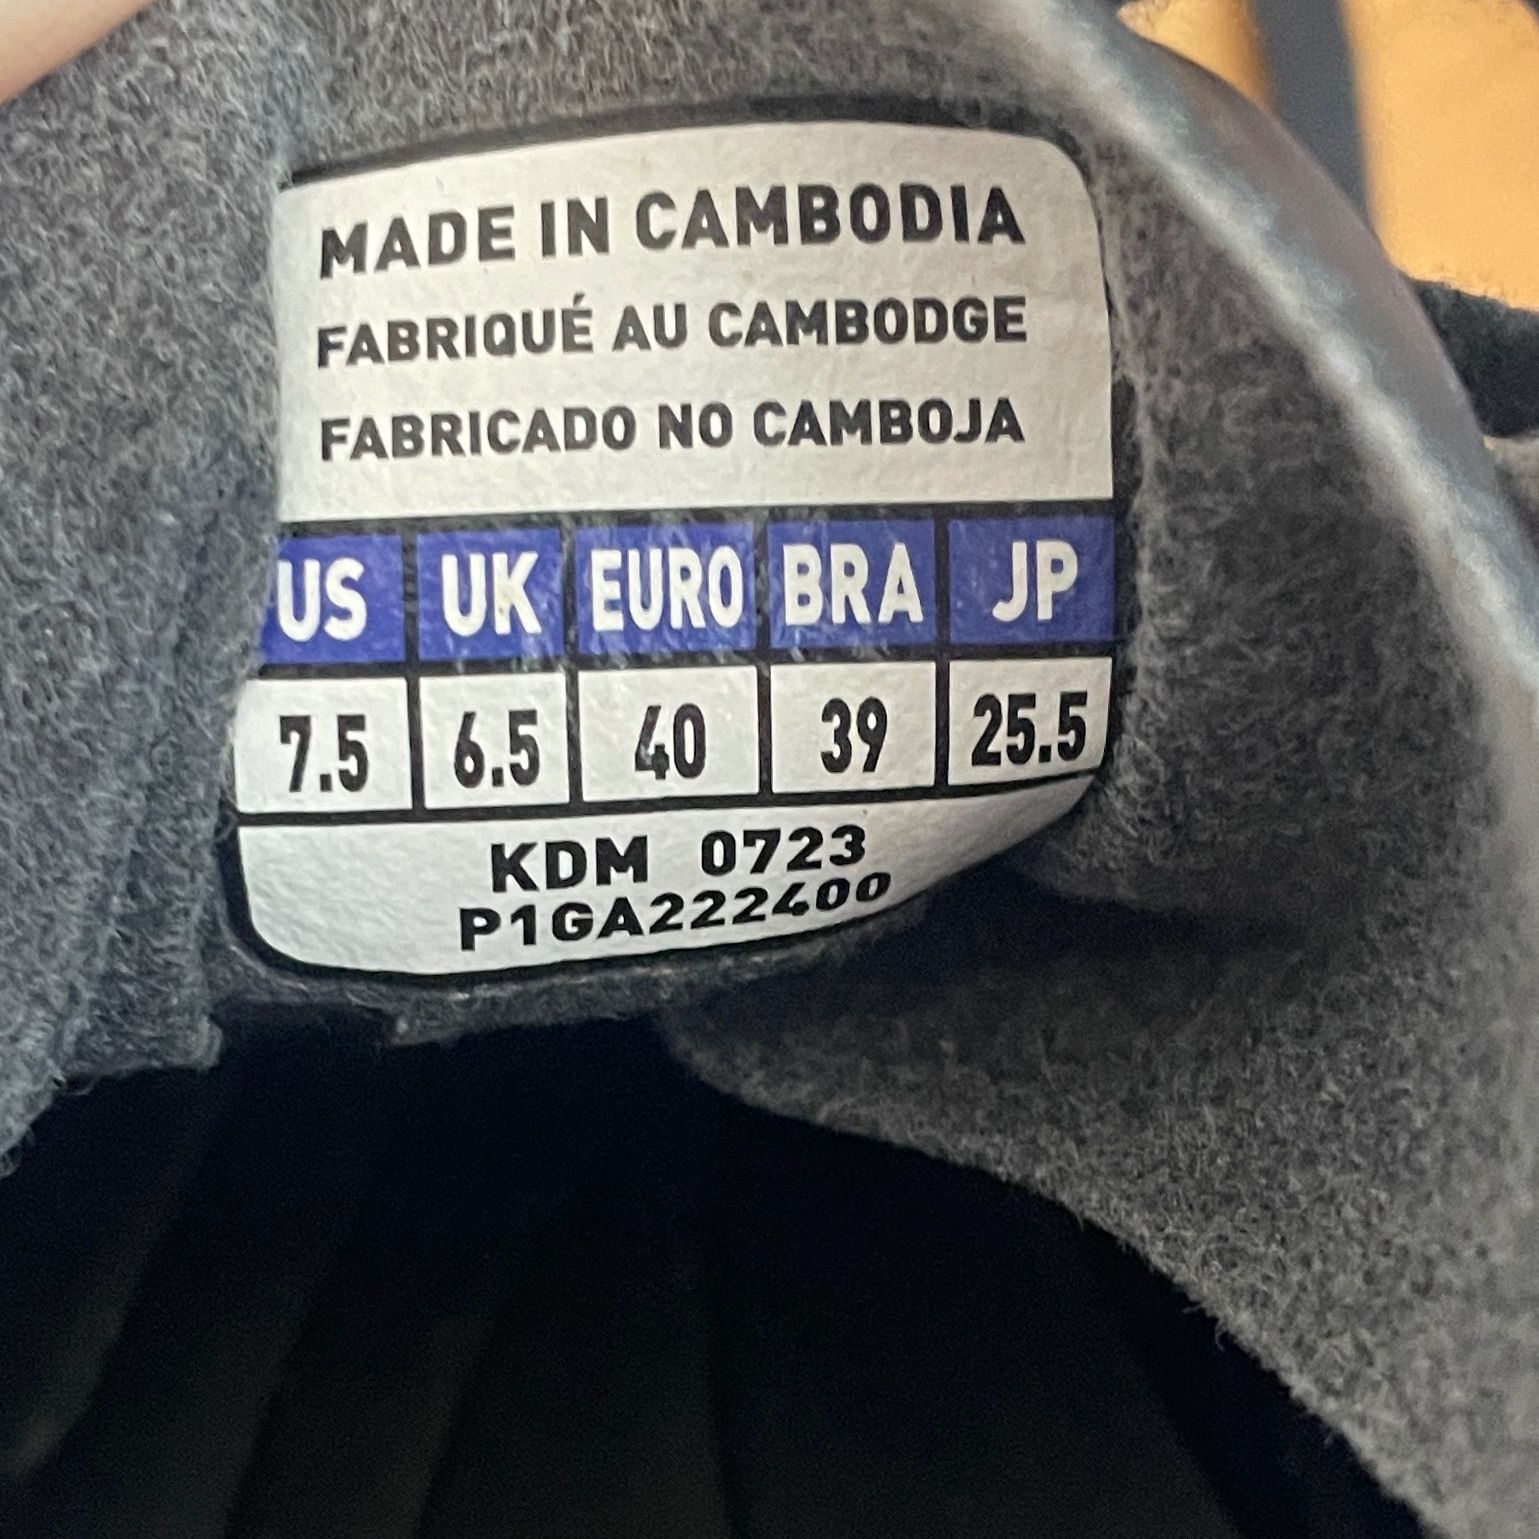 MADE IN CAMBODIA
FABRIQUÉ AU CAMBODGE
FABRICADO NO CAMBOJA
US UK EURO BRA JP
7.5 6.5 40 39 25.5
KDM 0723
P1GA222400